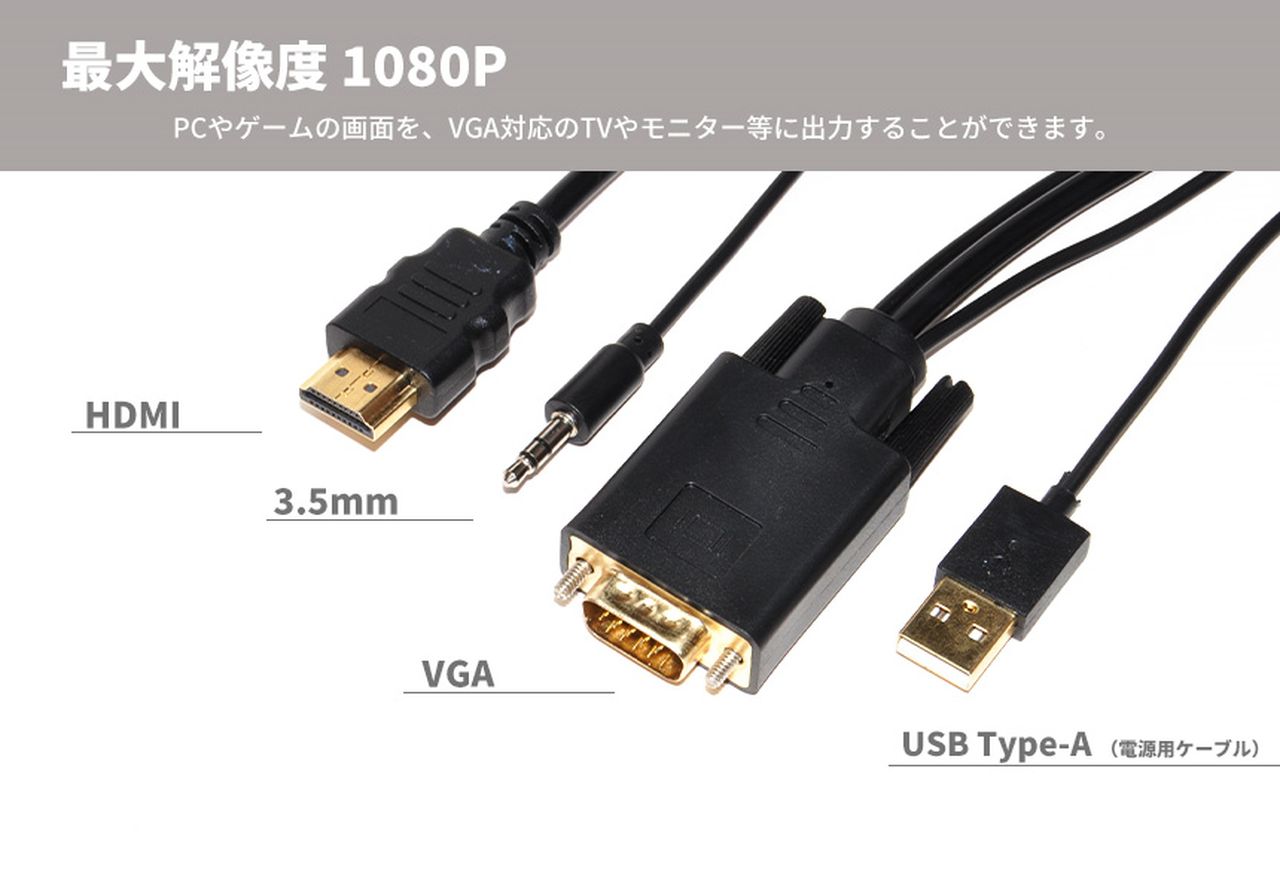 最大解像度 1080P
PCやゲームの画面を、VGA対応のTVやモニター等に出力することができます。
HDMI
3.5mm
VGA
USB Type-A （電源用ケーブル）